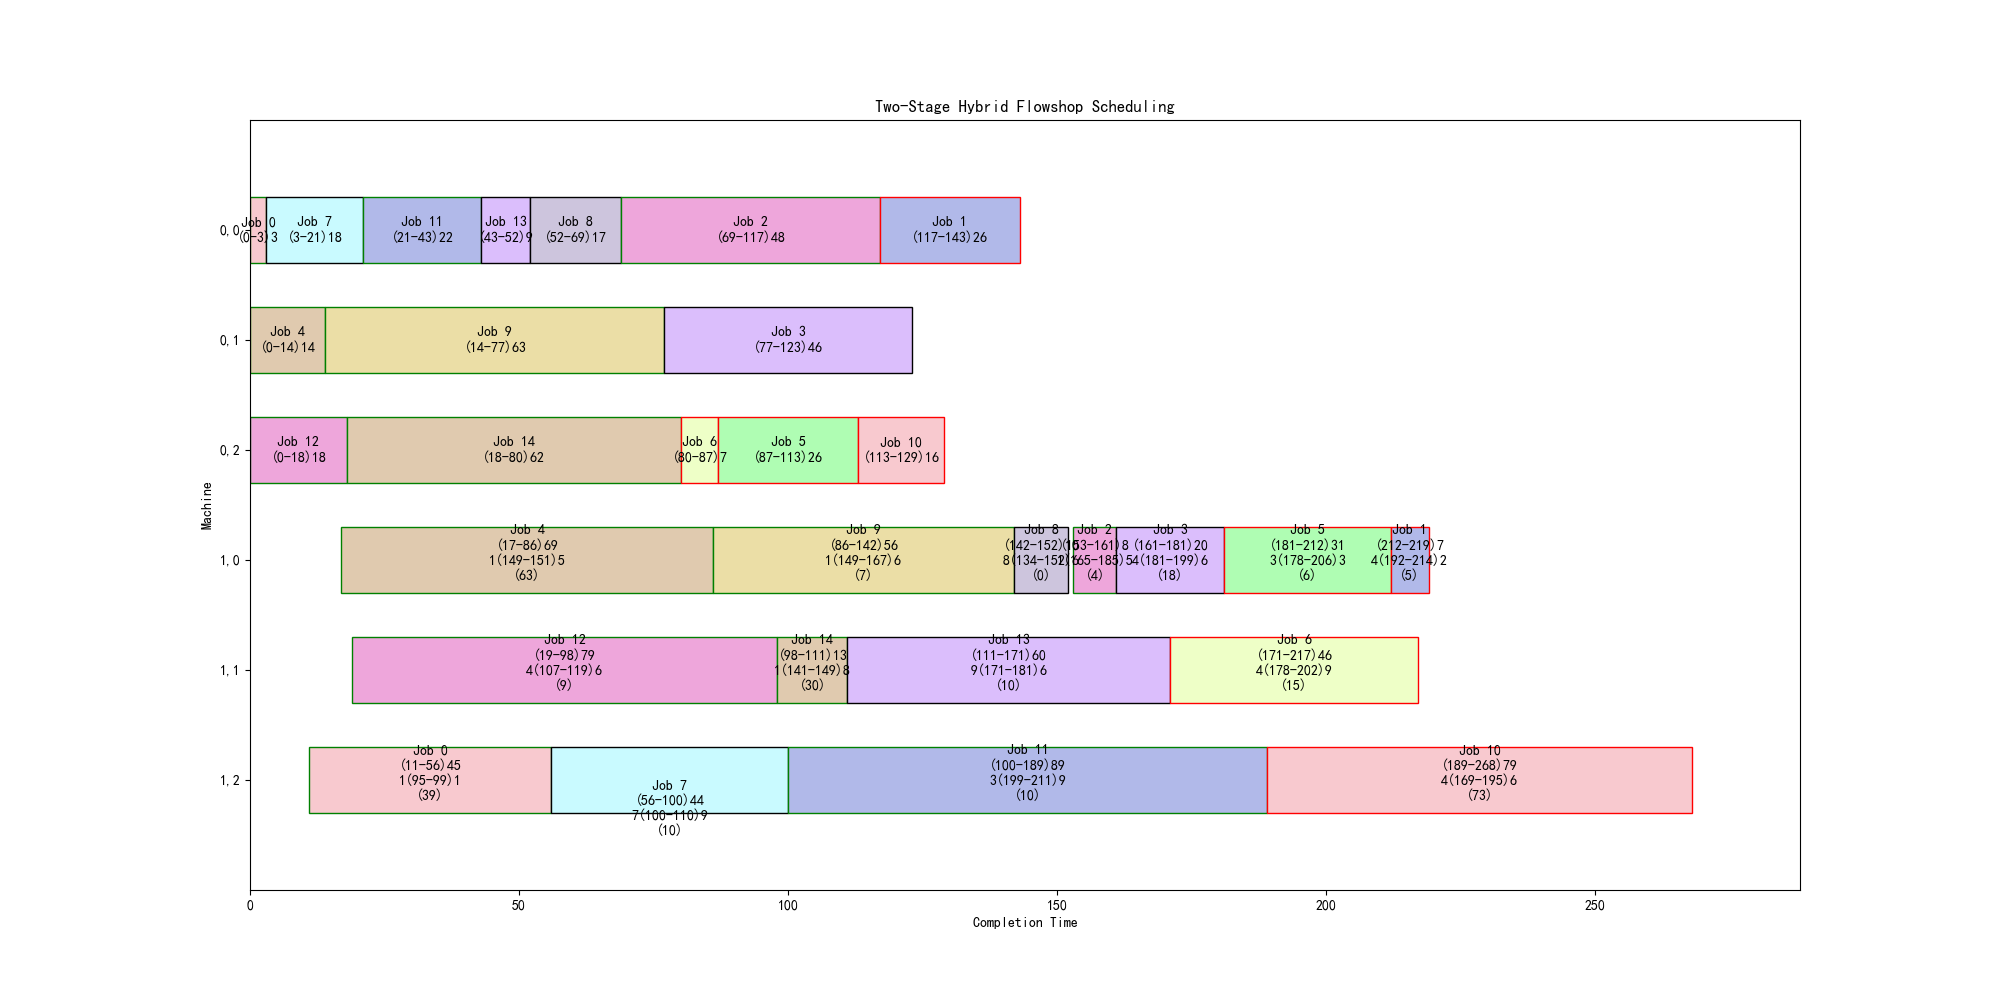 Two-Stage Hybrid Flowshop Scheduling
Machine
0,0
Job 0
(0-3)3
Job 7
(3-21)18
Job 11
(21-43)22
Job 13
(43-52)9
Job 8
(52-69)17
Job 2
(69-117)48
Job 1
(117-143)26
0,1
Job 4
(0-14)14
Job 9
(14-77)63
Job 3
(77-123)46
0,2
Job 12
(0-18)18
Job 14
(18-80)62
Job 6
(80-87)7
Job 5
(87-113)26
Job 10
(113-129)16
1,0
Job 4
(17-86)69
1(149-151)5
(63)
Job 9
(86-142)56
1(149-167)6
(7)
Job 8
(142-152)10
(0)
Job 2
(153-161)8
(4)
Job 3
(161-181)20
4(181-199)6
(18)
Job 5
(181-212)31
3(178-206)3
(6)
Job 1
(212-219)7
4(192-214)2
(5)
1,1
Job 12
(19-98)79
4(107-119)6
(9)
Job 14
(98-111)13
1(141-149)8
(30)
Job 13
(111-171)60
9(171-181)6
(10)
Job 6
(171-217)46
4(178-202)9
(15)
1,2
Job 0
(11-56)45
1(95-99)1
(39)
Job 7
(56-100)44
7(100-110)9
(10)
Job 11
(100-189)89
3(199-211)9
(10)
Job 10
(189-268)79
4(169-195)6
(73)
0
50
100
150
200
250
Completion Time